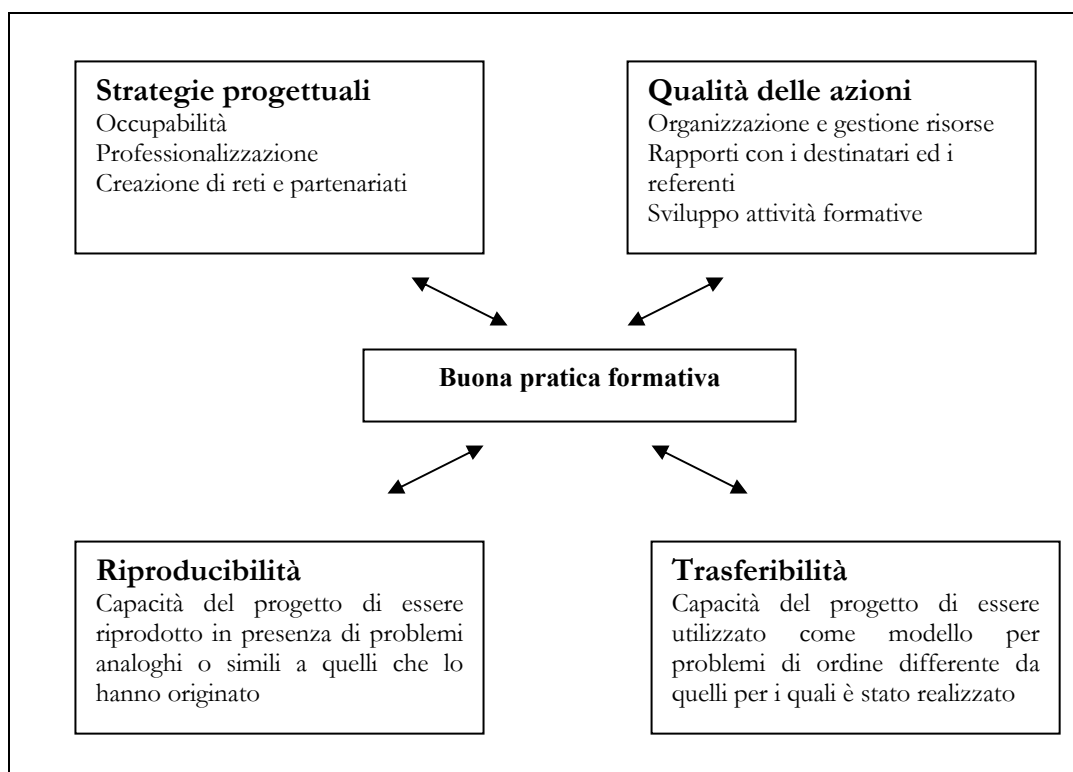 Strategie progettuali
Occupabilità
Professionalizzazione
Creazione di reti e partenariati
Qualità delle azioni
Organizzazione e gestione risorse
Rapporti con i destinatari ed i
referenti
Sviluppo attività formative
Buona pratica formativa
Riproducibilità
Capacità del progetto di essere
riprodotto in presenza di problemi
analoghi o simili a quelli che lo
hanno originato
Trasferibilità
Capacità del progetto di essere
utilizzato come modello per
problemi di ordine differente da
quelli per i quali è stato realizzato